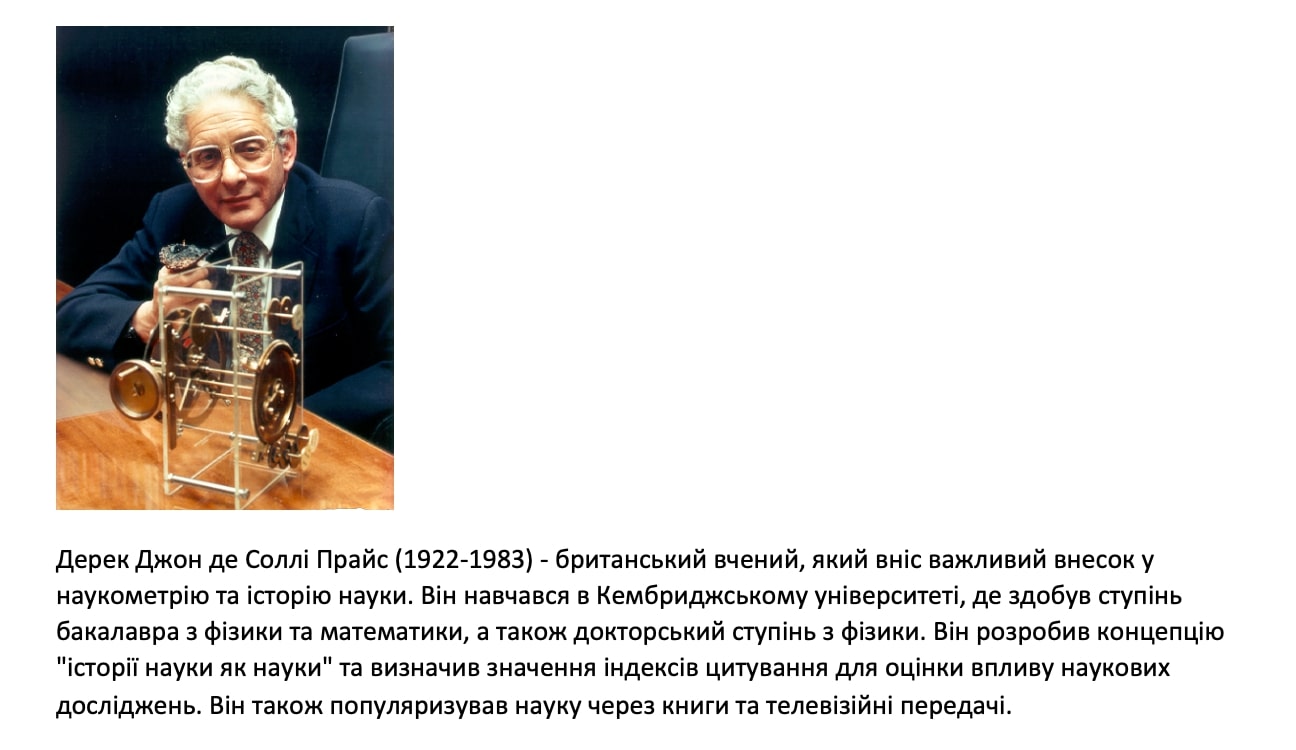 Дерек Джон де Соллі Прайс (1922-1983) - британський вчений, який вніс важливий внесок у
наукометрію та історію науки. Він навчався в Кембриджському університеті, де здобув ступінь
бакалавра з фізики та математики, а також докторський ступінь з фізики. Він розробив концепцію
"історії науки як науки" та визначив значення індексів цитування для оцінки впливу наукових
досліджень. Він також популяризував науку через книги та телевізійні передачі.